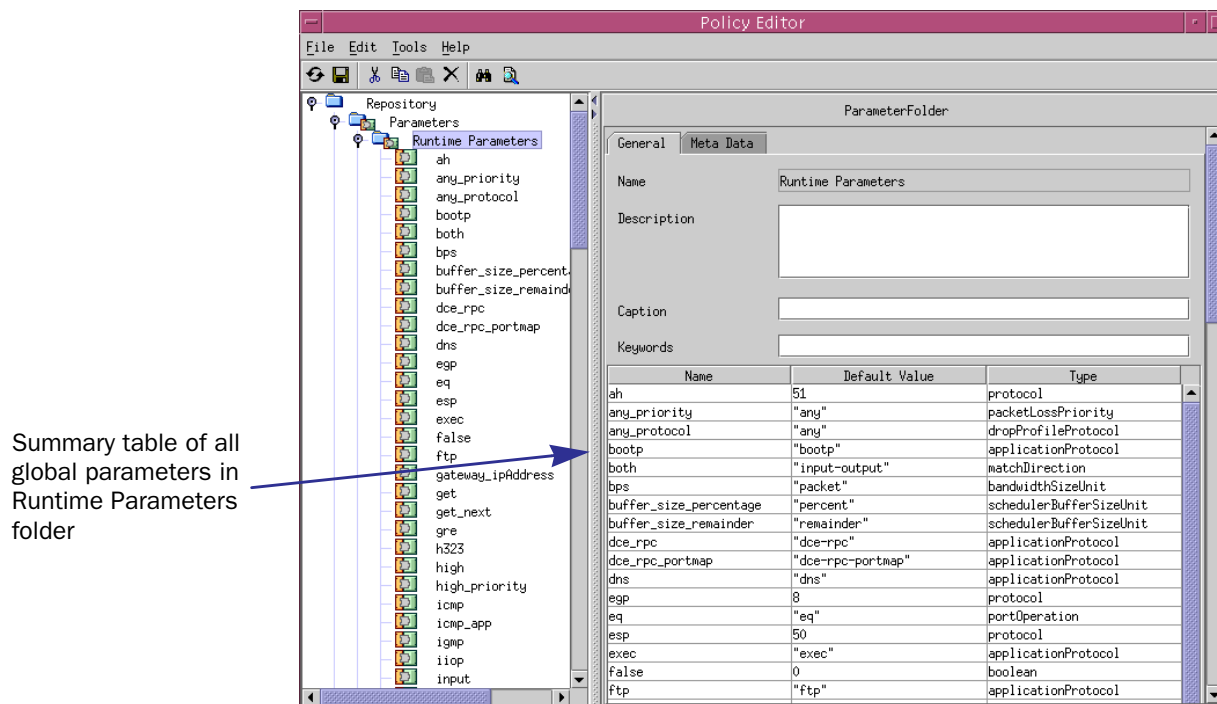 Policy Editor
File Edit Tools Help
Repository
Parameters
Runtime Parameters
ah
any_priority
any_protocol
bootp
both
bps
buffer_size_percent
buffer_size_remaind
dce_rpc
dce_rpc_portmap
dns
egp
eq
esp
exec
false
ftp
gateway_ipAddress
get
get_next
gre
h323
high
high_priority
icmp
icmp_app
igmp
iiop
input
ParameterFolder
General Meta Data
Name Runtime Parameters
Description
Caption
Keywords
Name Default Value Type
ah 51 protocol
any_priority "any" packetLossPriority
any_protocol "any" dropProfileProtocol
bootp "bootp" applicationProtocol
both "input-output" matchDirection
bps "packet" bandwidthSizeUnit
buffer_size_percentage "percent" schedulerBufferSizeUnit
buffer_size_remainder "remainder" schedulerBufferSizeUnit
dce_rpc "dce-rpc" applicationProtocol
dce_rpc_portmap "dce-rpc-portmap" applicationProtocol
dns "dns" applicationProtocol
egp 8 protocol
eq "eq" portOperation
esp 50 protocol
exec "exec" applicationProtocol
false 0 boolean
ftp "ftp" applicationProtocol
Summary table of all
global parameters in
Runtime Parameters
folder